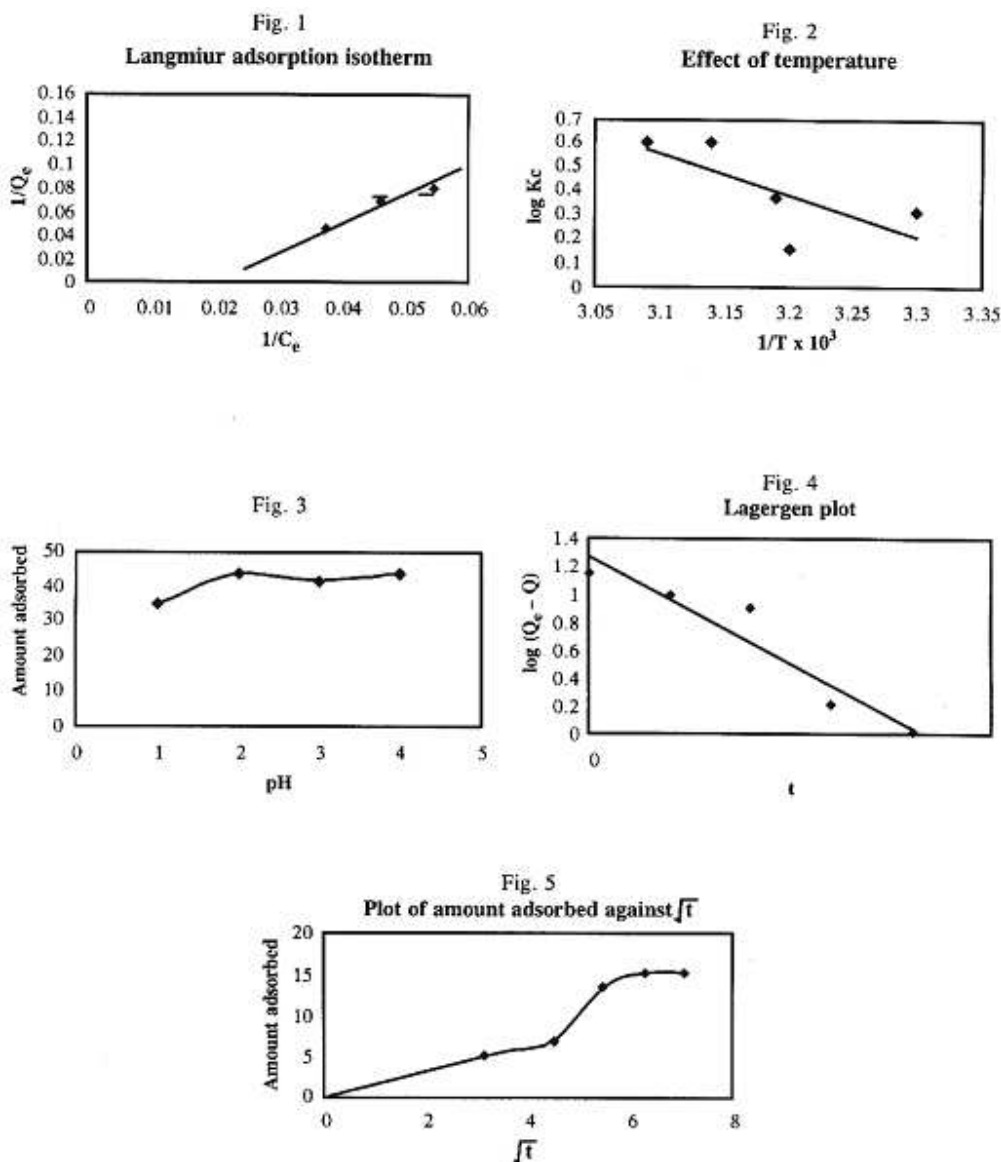 Fig. 1
Langmiur adsorption isotherm
0.16
0.14
0.12
0.1
0.08
0.06
0.04
0.02
0
1/Qe
0 0.01 0.02 0.03 0.04 0.05 0.06
1/Ce
Fig. 2
Effect of temperature
0.7
0.6
0.5
0.4
0.3
0.2
0.1
0
log Kc
3.05 3.1 3.15 3.2 3.25 3.3 3.35
1/T x 10³
Fig. 3
50
40
30
20
10
0
Amount adsorbed
0 1 2 3 4 5
pH
Fig. 4
Lagergen plot
1.4
1.2
1
0.8
0.6
0.4
0.2
0
log (Qe – Q)
0
t
Fig. 5
Plot of amount adsorbed against √t
20
15
10
5
0
Amount adsorbed
0 2 4 6 8
√t